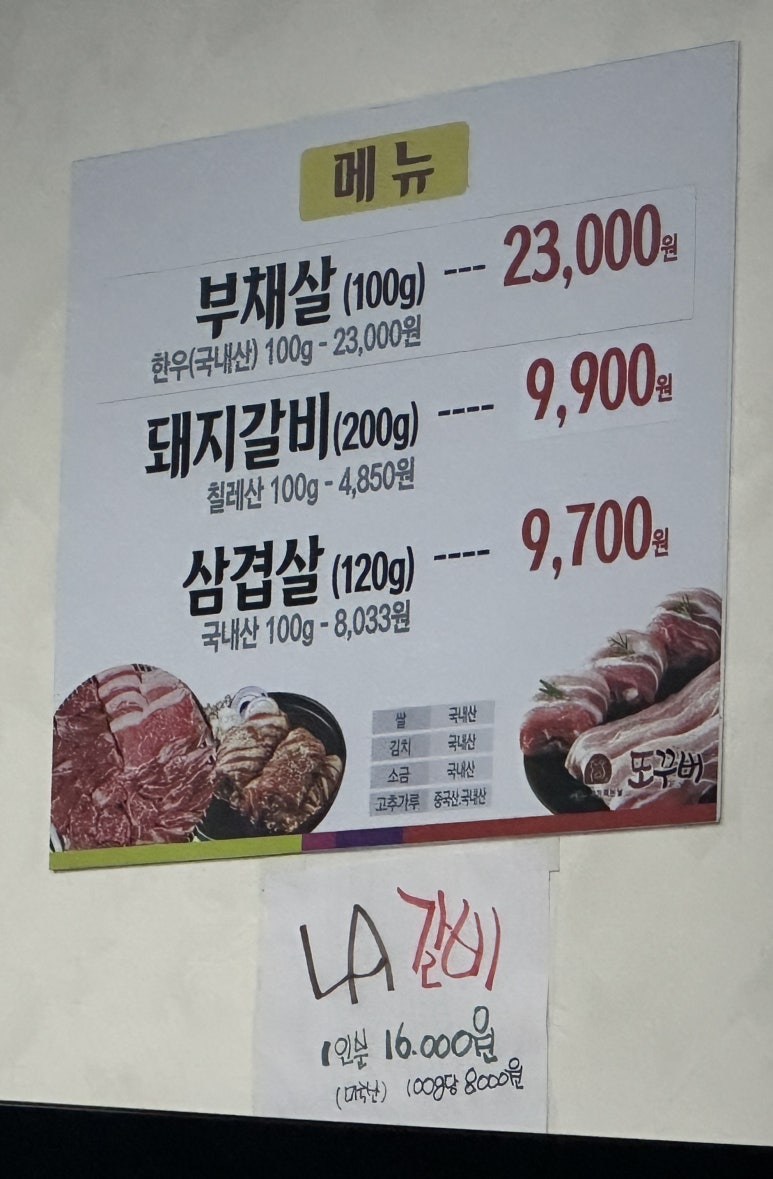 메뉴
부채살 (100g) --- 23,000원
한우(국내산) 100g - 23,000원
돼지갈비(200g) ---- 9,900원
칠레산 100g - 4,850원
삼겹살 (120g) ---- 9,700원
국내산 100g - 8,033원
쌀 국내산
김치 국내산
소금 국내산
고추가루 중국산,국내산
또꾸버
LA갈비
1인분 16.000원
(미국산) 100g당 8000원